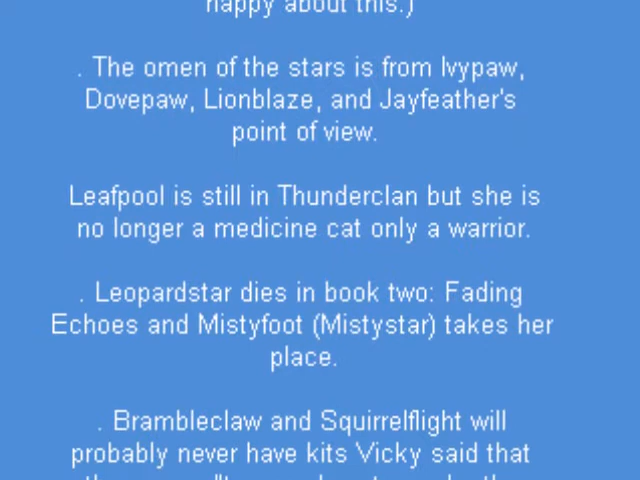 happy about this.)
. The omen of the stars is from Ivypaw,
Dovepaw, Lionblaze, and Jayfeather's
point of view.
Leafpool is still in Thunderclan but she is
no longer a medicine cat only a warrior.
. Leopardstar dies in book two: Fading
Echoes and Mistyfoot (Mistystar) takes her
place.
. Brambleclaw and Squirrelflight will
probably never have kits Vicky said that